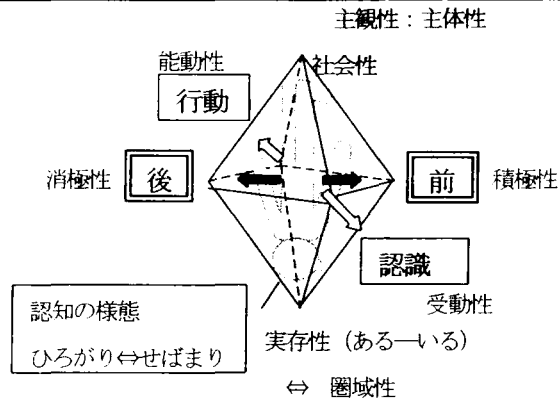 主観性：主体性
能動性
社会性
行動
消極性
後
前
積極性
認識
受動性
認知の様態
ひろがり⇔せばまり
実存性（ある―いる）
⇔ 圏域性